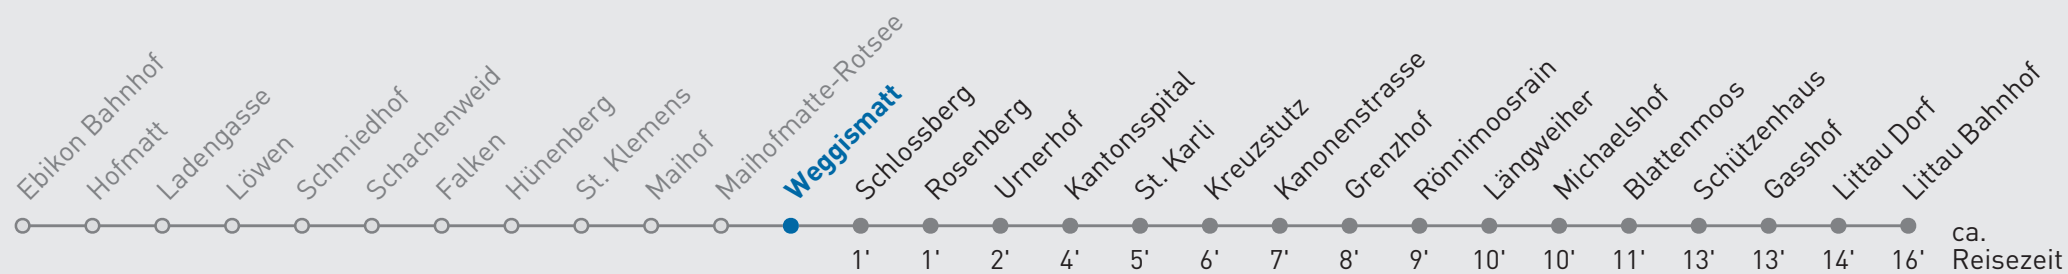 Ebikon Bahnhof
Hofmatt
Ladengasse
Löwen
Schmiedhof
Schachenweid
Falken
Hünenberg
St. Klemens
Maihof
Maihofmatte-Rotsee
Weggismatt
Schlossberg
Rosenberg
Urnerhof
Kantonsspital
St. Karli
Kreuzstutz
Kanonenstrasse
Grenzhof
Rönnimoosrain
Längweiher
Michaelshof
Blattenmoos
Schützenhaus
Gasshof
Littau Dorf
Littau Bahnhof
1' 1' 2' 4' 5' 6' 7' 8' 9' 10' 10' 11' 13' 13' 14' 16'
ca.
Reisezeit